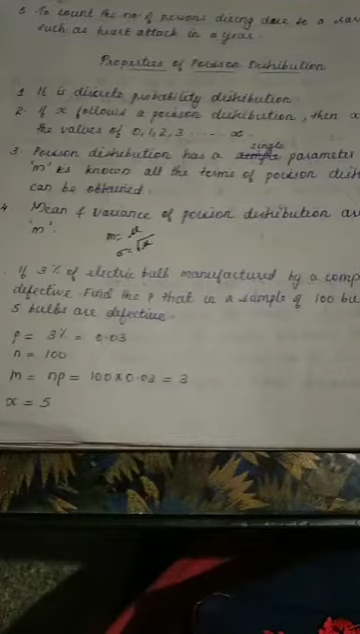 5. To count the no of persons dieing due to a rar
such as heart attack in a year.
Properties of Poisson Distribution
1. It is discrete probability distribution
2. If x follows a poison distribution, then x
the values of 0, 1, 2, 3 ...... ∞.
single
3. Poisson distribution has a simple parameter
'm' is known all the terms of poison dist
can be obtained.
4. Mean & variance of poison distribution a
'm'.
σ = √
If 3% of electric bulb manufactured by a comp
defective. Find the P that in a sample of 100 bu
5 bulbs are defective.
P = 3% = 0.03
n = 100
m = np = 100 x 0.03 = 3
x = 5